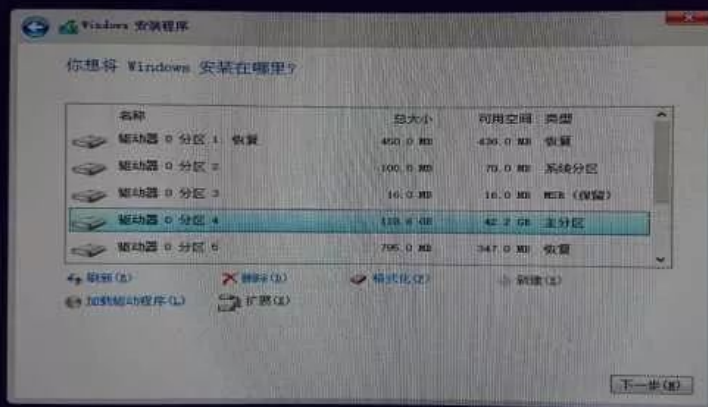 Windows 安装程序
你想将 Windows 安装在哪里?
名称 总大小 可用空间 类型
驱动器 0 分区 1: 恢复 450.0 MB 436.0 MB 恢复
驱动器 0 分区 2 100.0 MB 70.0 MB 系统分区
驱动器 0 分区 3 16.0 MB 16.0 MB MSR (保留)
驱动器 0 分区 4 42.2 GB 主分区
驱动器 0 分区 795.0 MB 347.0 MB 恢复
刷新(R) 删除(D) 格式化(F) 新建(E)
加载驱动程序(L) 扩展(X)
下一步(N)